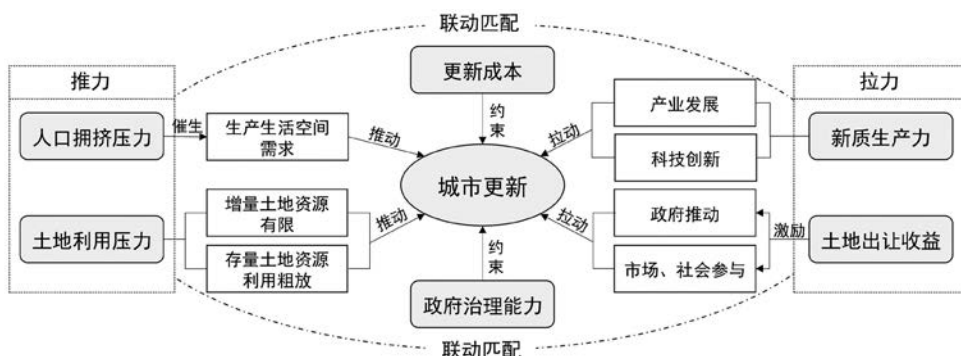 联动匹配
推力
拉力
更新成本
人口拥挤压力
催生
生产生活空间
需求
推动
约束
拉动
产业发展
科技创新
新质生产力
城市更新
土地利用压力
增量土地资源
有限
存量土地资源
利用粗放
推动
拉动
政府推动
市场、社会参与
激励
土地出让收益
约束
政府治理能力
联动匹配